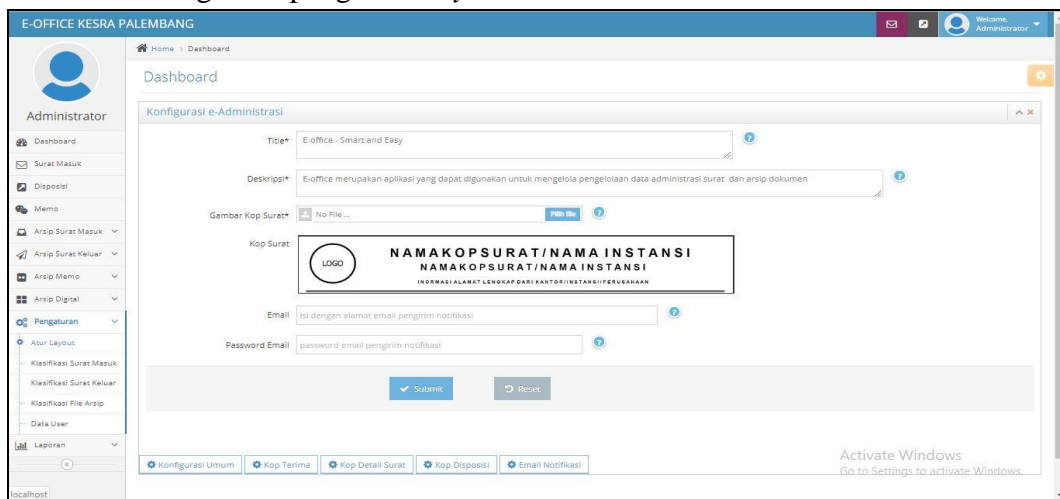 E-OFFICE KESRA PALEMBANG
Welcome,
Administrator
Home > Dashboard
Dashboard
Administrator
Dashboard
Surat Masuk
Disposisi
Memo
Arsip Surat Masuk
Arsip Surat Keluar
Arsip Memo
Arsip Digital
Pengaturan
Atur Layout
Klasifikasi Surat Masuk
Klasifikasi Surat Keluar
Klasifikasi File Arsip
Data User
Laporan
Konfigurasi e-Administrasi
Title* E-office - Smart and Easy
Deskripsi* E-office merupakan aplikasi yang dapat digunakan untuk mengelola pengelolaan data administrasi surat dan arsip dokumen
Gambar Kop Surat* No File ... Pilih file
Kop Surat
LOGO
NAMAKOPSURAT/NAMA INSTANSI
NAMAKOPSURAT/NAMA INSTANSI
INORMASI ALAMAT LENGKAP DARI KANTOR/INSTANSI/PERUSAHAAN
Email Isi dengan alamat email pengirim notifikasi
Password Email password email pengirim notifikasi
Submit Reset
Konfigurasi Umum Kop Terima Kop Detail Surat Kop Disposisi Email Notifikasi
Activate Windows
Go to Settings to activate Windows.
localhost